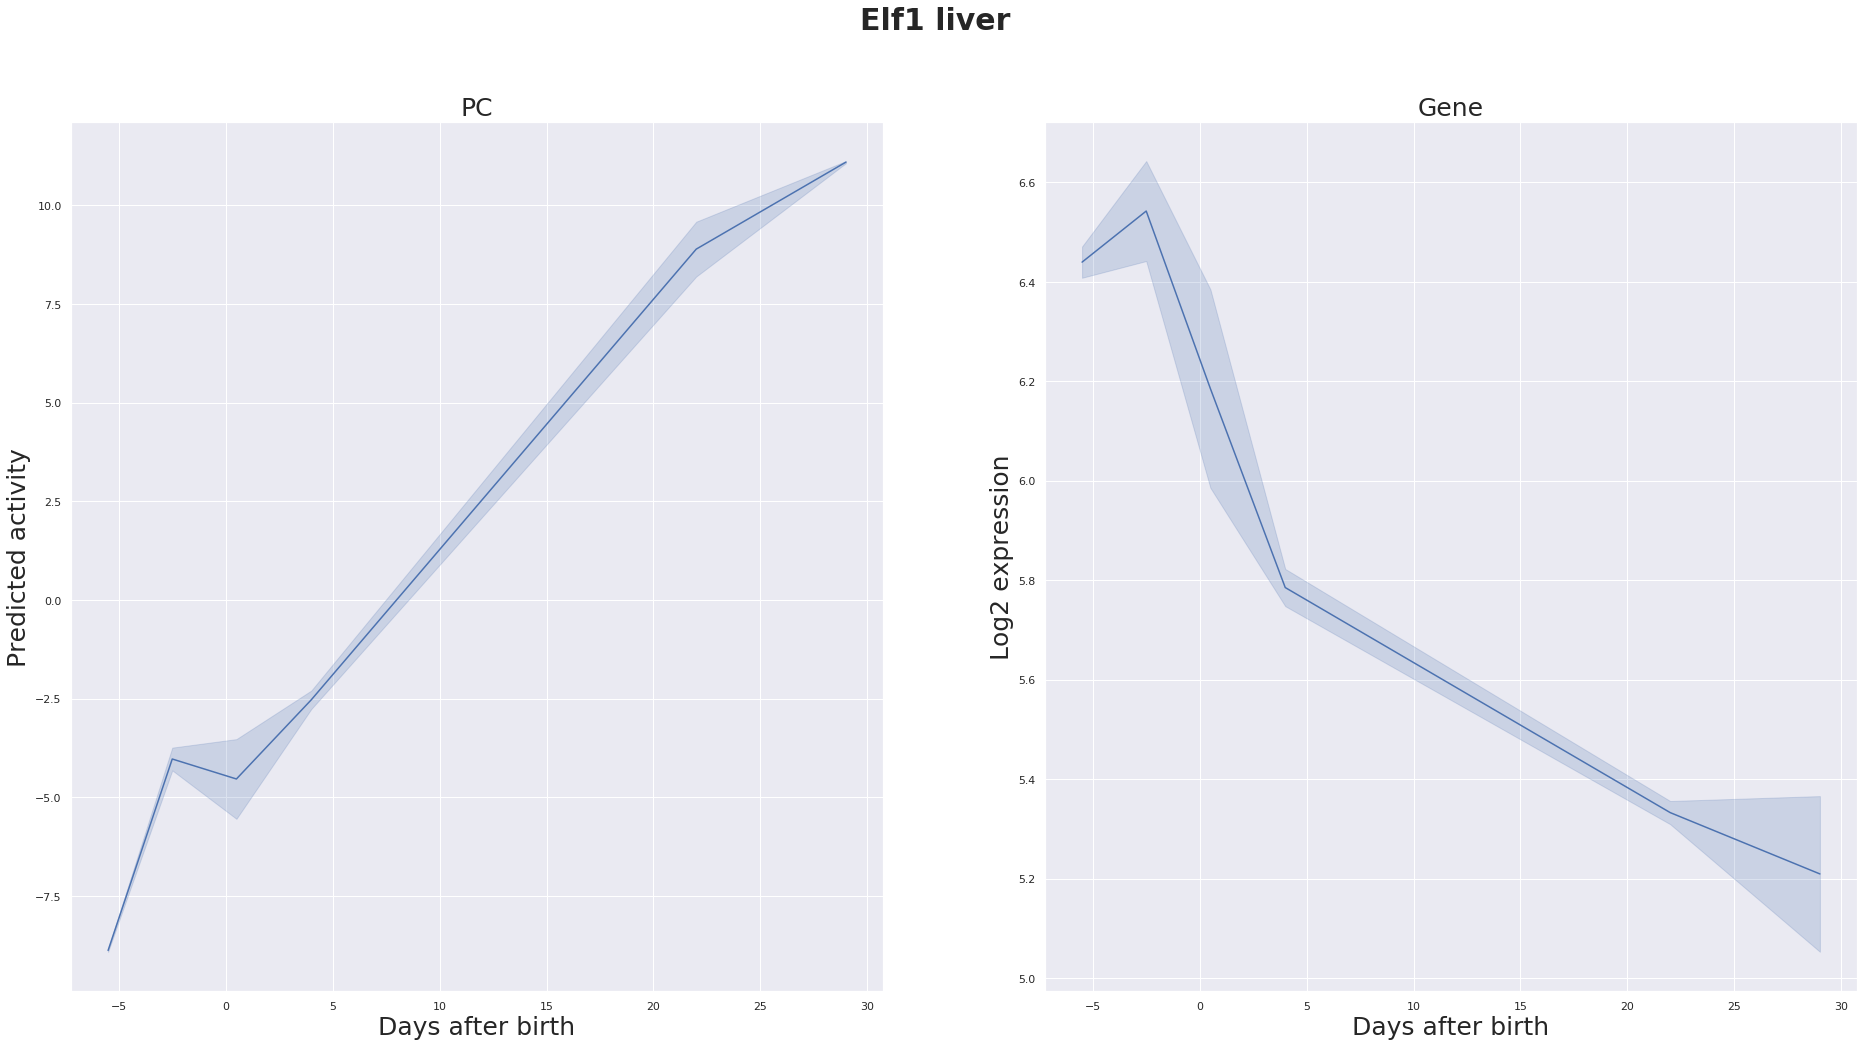 Elf1 liver
PC
Predicted activity
10.0
7.5
5.0
2.5
0.0
−2.5
−5.0
−7.5
−5 0 5 10 15 20 25 30
Days after birth
Gene
Log2 expression
6.6
6.4
6.2
6.0
5.8
5.6
5.4
5.2
5.0
−5 0 5 10 15 20 25 30
Days after birth